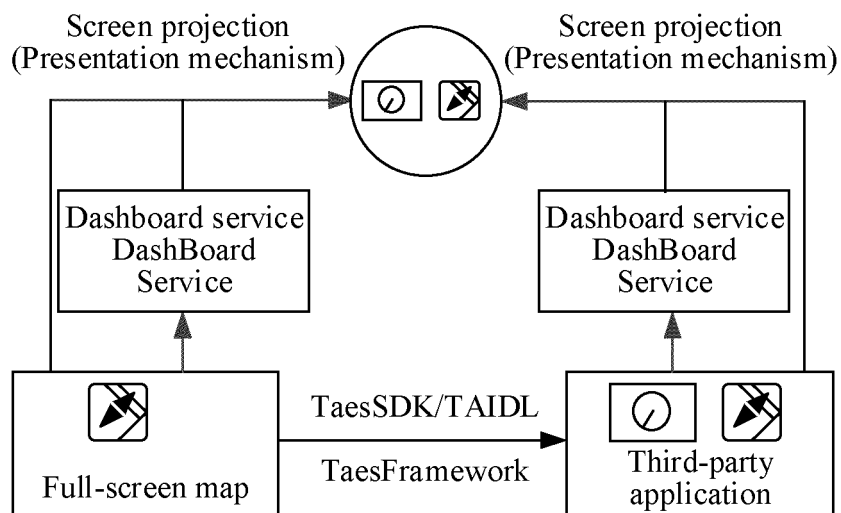 Screen projection
(Presentation mechanism)
Screen projection
(Presentation mechanism)
Dashboard service
DashBoard
Service
Dashboard service
DashBoard
Service
TaesSDK/TAIDL
TaesFramework
Full-screen map
Third-party
application